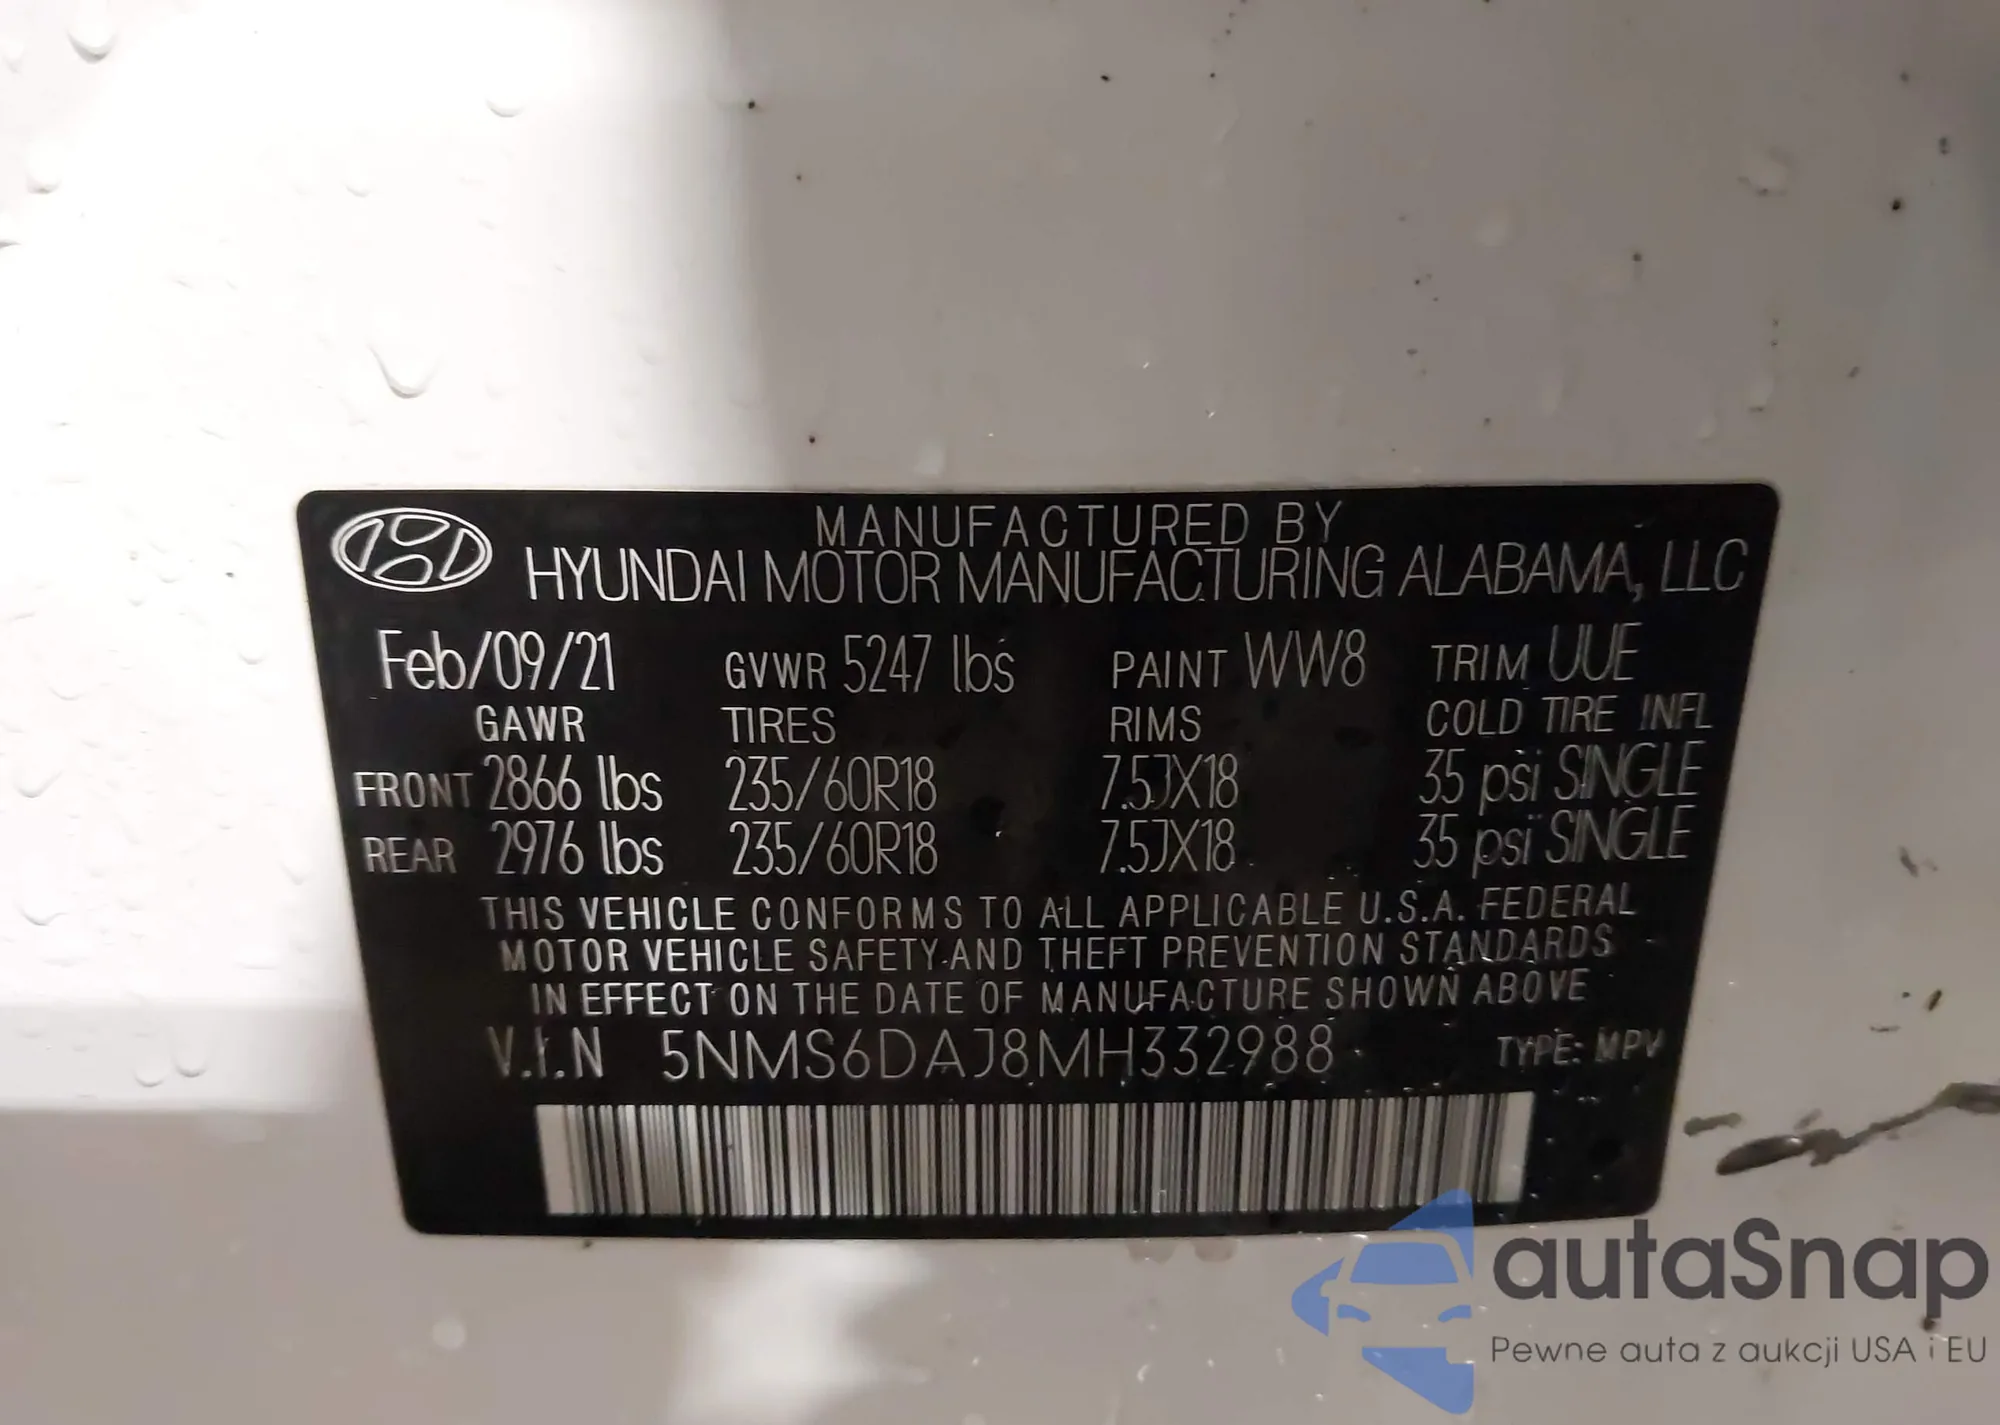 MANUFACTURED BY
HYUNDAI MOTOR MANUFACTURING ALABAMA, LLC
Feb/09/21 GVWR 5247 lbs PAINT WW8 TRIM UUE
GAWR TIRES RIMS COLD TIRE INFL
FRONT 2866 lbs 235/60R18 7.5JX18 35 psi SINGLE
REAR 2976 lbs 235/60R18 7.5JX18 35 psi SINGLE
THIS VEHICLE CONFORMS TO ALL APPLICABLE U.S.A. FEDERAL
MOTOR VEHICLE SAFETY AND THEFT PREVENTION STANDARDS
IN EFFECT ON THE DATE OF MANUFACTURE SHOWN ABOVE
V.I.N 5NMS6DAJ8MH332988 TYPE: MPV
autaSnap
Pewne auta z aukcji USA i EU